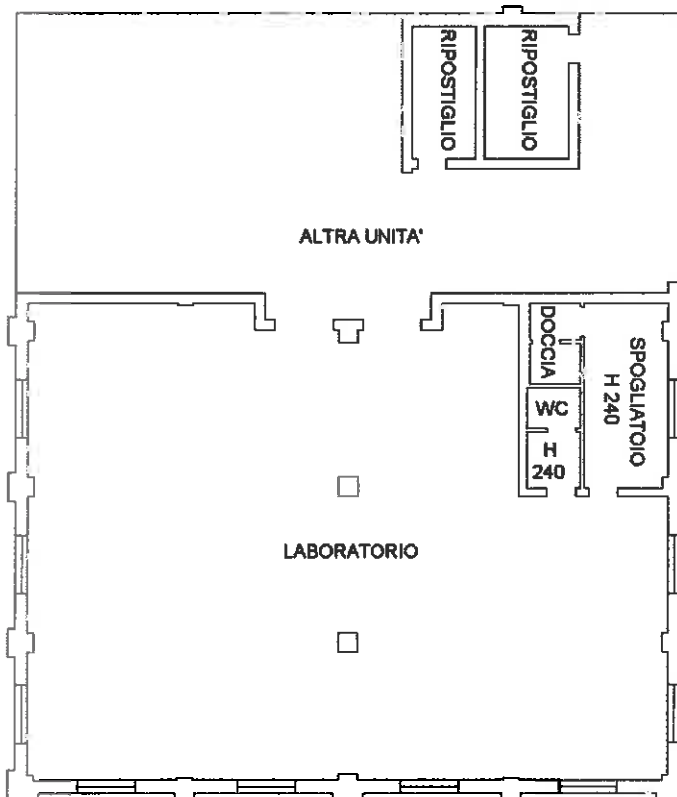 RIPOSTIGLIO
RIPOSTIGLIO
ALTRA UNITA'
DOCCIA
SPOGLIATOIO
H 240
WC
H
240
LABORATORIO